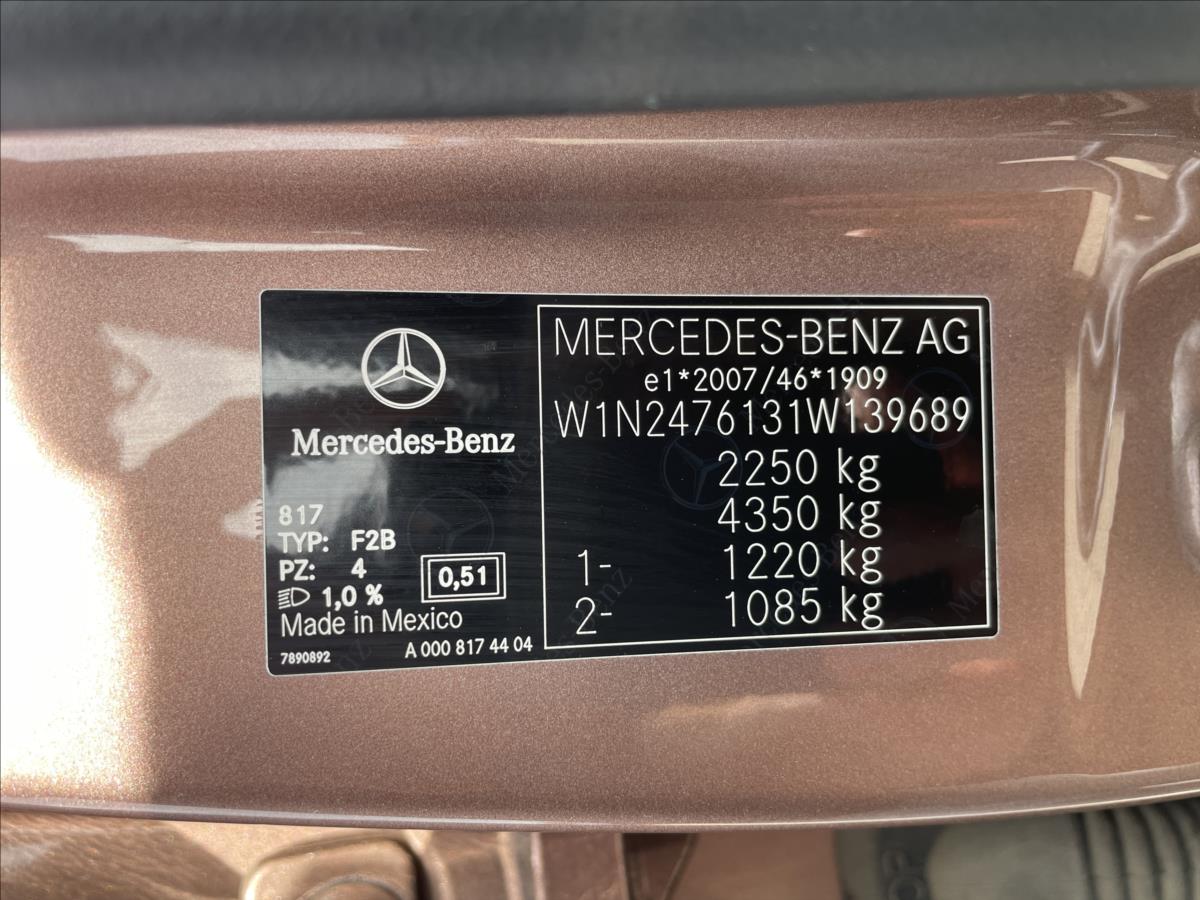 Mercedes-Benz
817
TYP: F2B
PZ: 4
1,0 %
0,51
Made in Mexico
7890892
A 000 817 44 04
MERCEDES-BENZ AG
e1*2007/46*1909
W1N2476131W139689
2250 kg
4350 kg
1- 1220 kg
2- 1085 kg